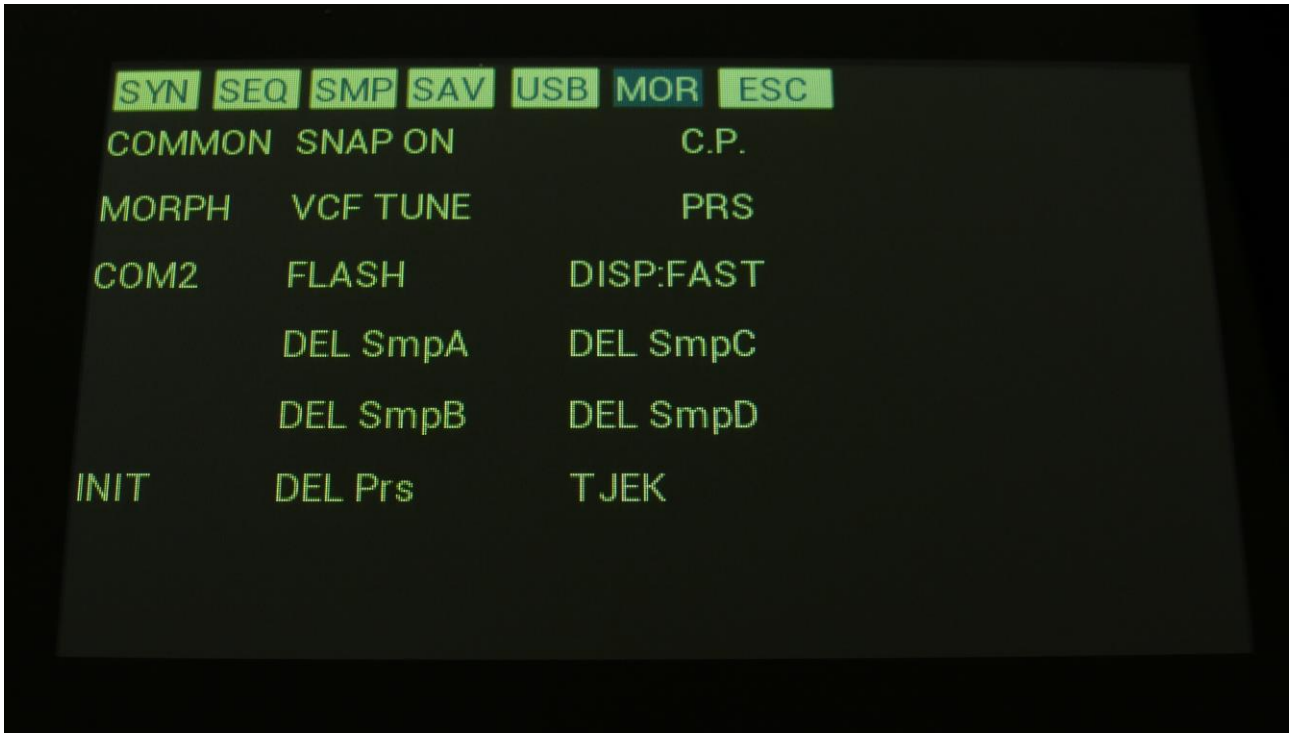 SYN SEQ SMP SAV USB MOR ESC
COMMON SNAP ON C.P.
MORPH VCF TUNE PRS
COM2 FLASH DISP:FAST
DEL SmpA DEL SmpC
DEL SmpB DEL SmpD
INIT DEL Prs TJEK